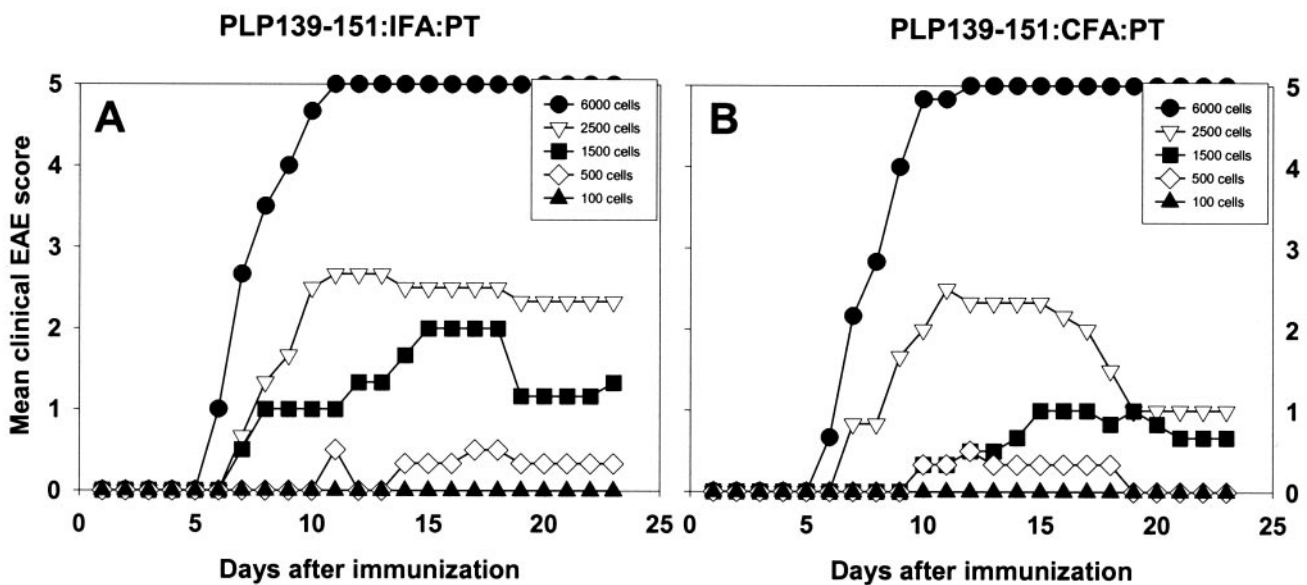 PLP139-151:IFA:PT
PLP139-151:CFA:PT
A
B
6000 cells
2500 cells
1500 cells
500 cells
100 cells
6000 cells
2500 cells
1500 cells
500 cells
100 cells
Mean clinical EAE score
5
4
3
2
1
0
5
4
3
2
1
0
0 5 10 15 20 25
0 5 10 15 20 25
Days after immunization
Days after immunization